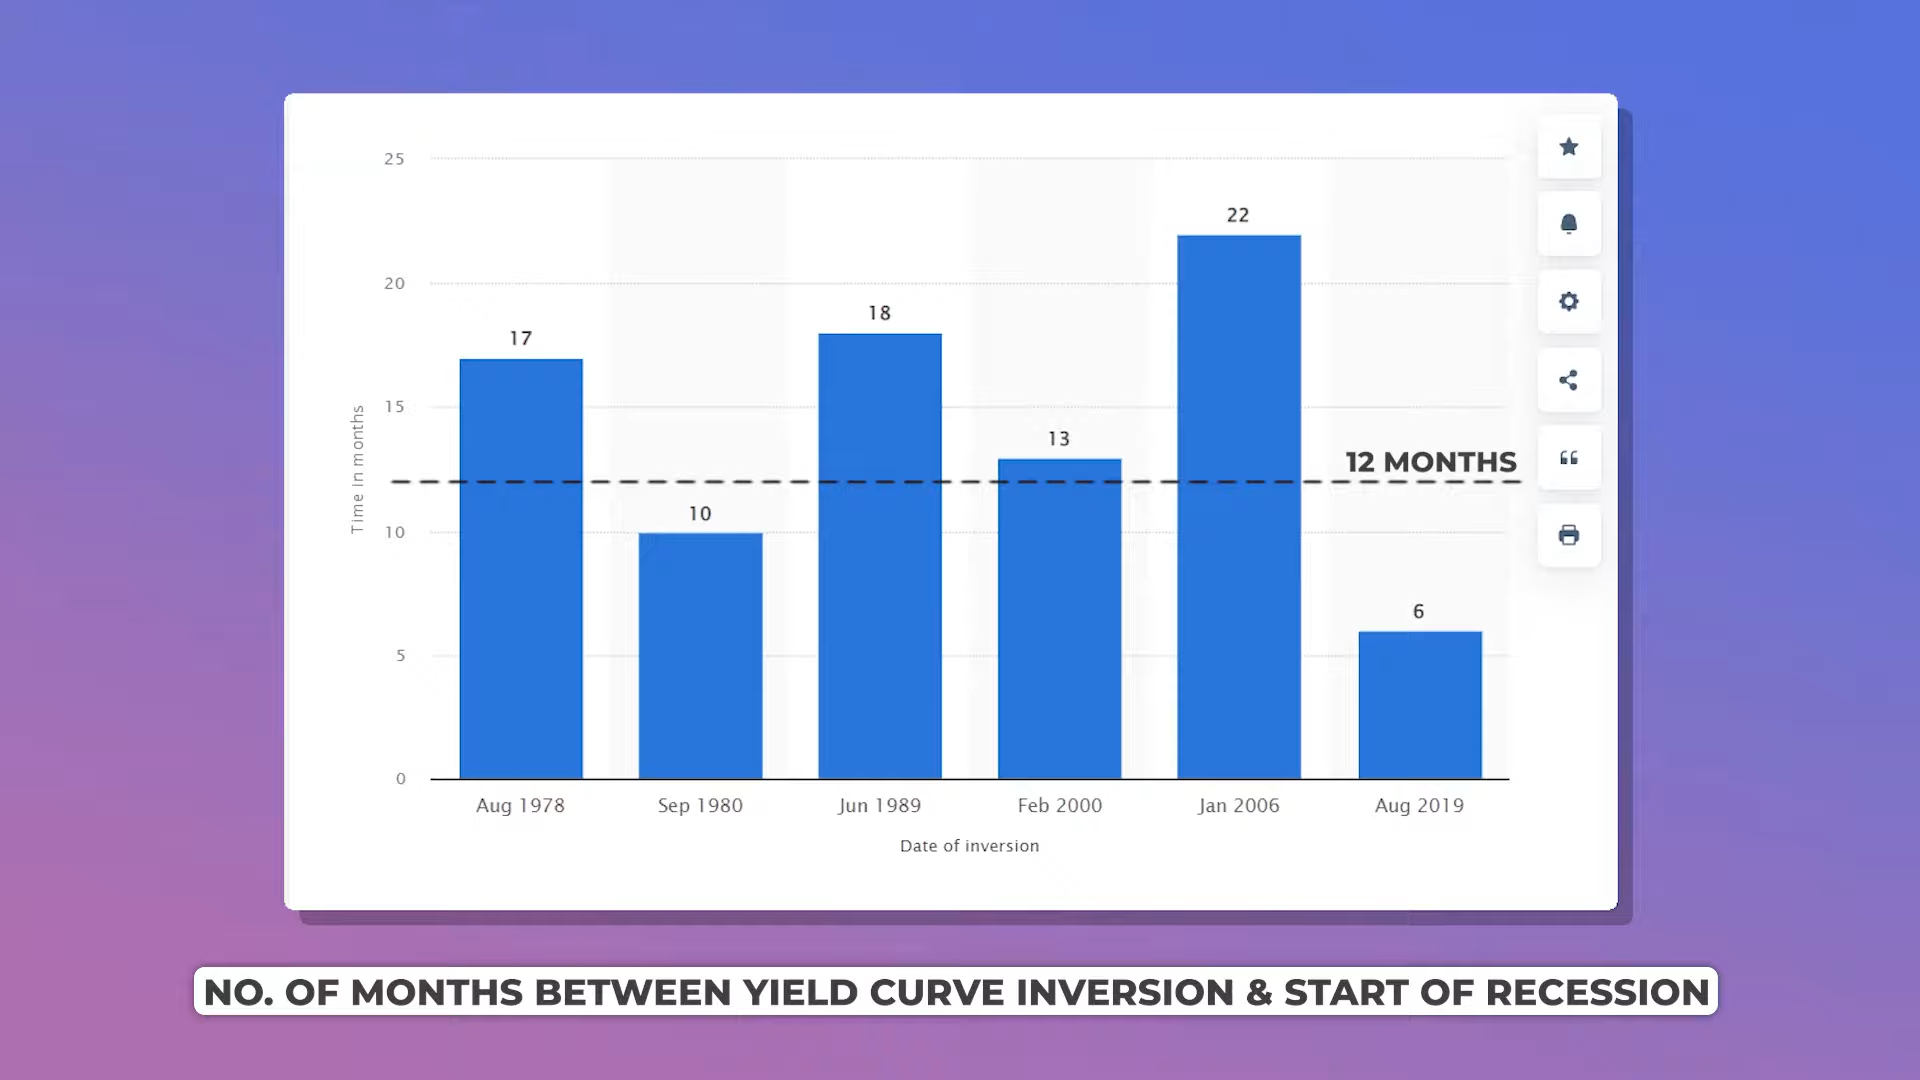 25
20
15
10
5
0
Time in months
17
10
18
13
22
6
12 MONTHS
Aug 1978
Sep 1980
Jun 1989
Feb 2000
Jan 2006
Aug 2019
Date of inversion
NO. OF MONTHS BETWEEN YIELD CURVE INVERSION & START OF RECESSION